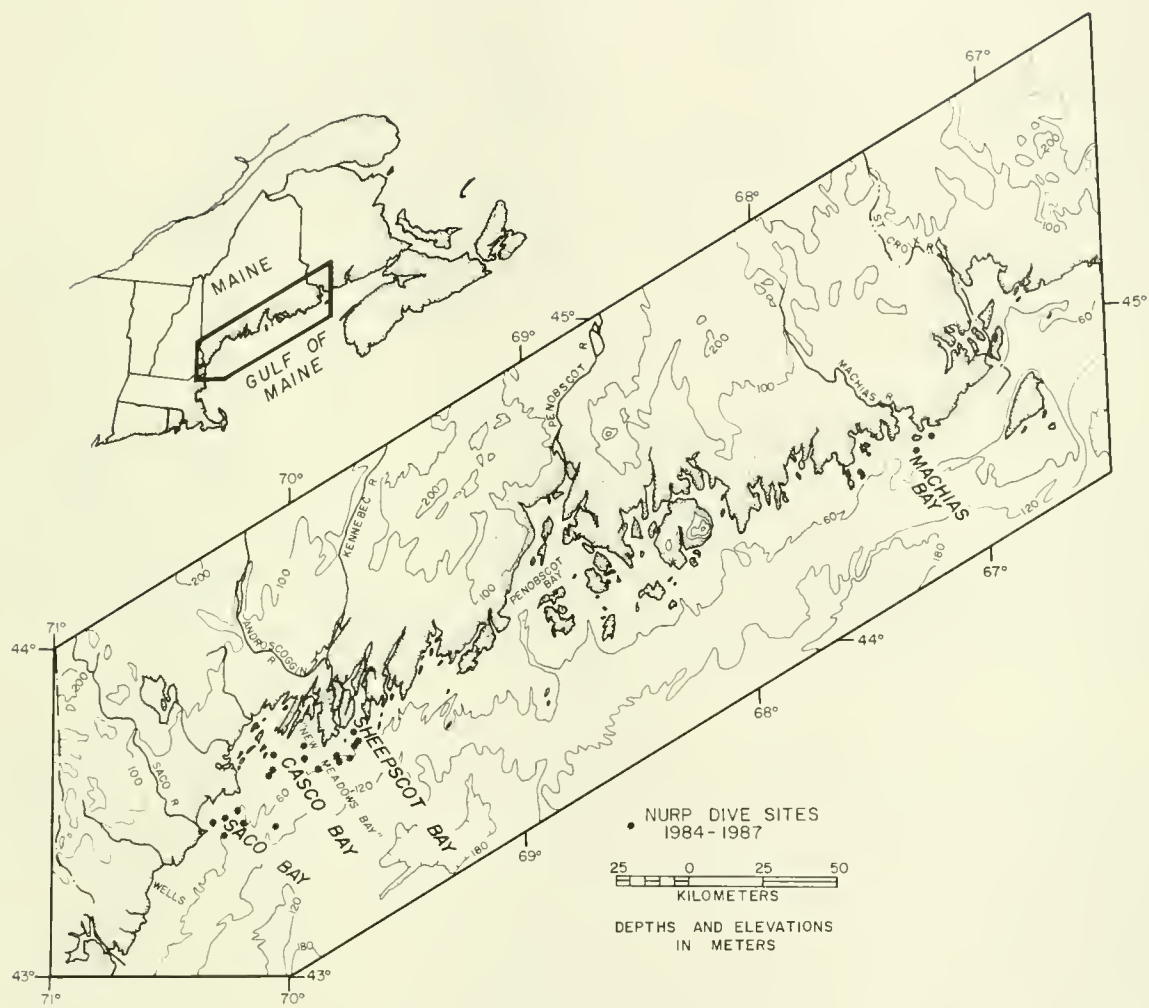 67°
68°
200
100
ST. CROIX R.
MAINE
GULF OF
MAINE
45°
69°
45°
60
200
100
PENOBSCOT R
MACHIAS R.
MACHIAS
BAY
70°
KENNEBEC R
200
100
60
120
180
67°
200
100
PENOBSCOT
BAY
44°
ANDROSCOGGIN
R
71°
44°
68°
200
100
SACO R
"NEW
MEADOWS
BAY"
SHEEPSCOT BAY
120
CASCO BAY
60
SACO BAY
180
69°
WELLS
120
180
NURP DIVE SITES
1984-1987
25 0 25 50
KILOMETERS
DEPTHS AND ELEVATIONS
IN METERS
43°
43°
71°
70°